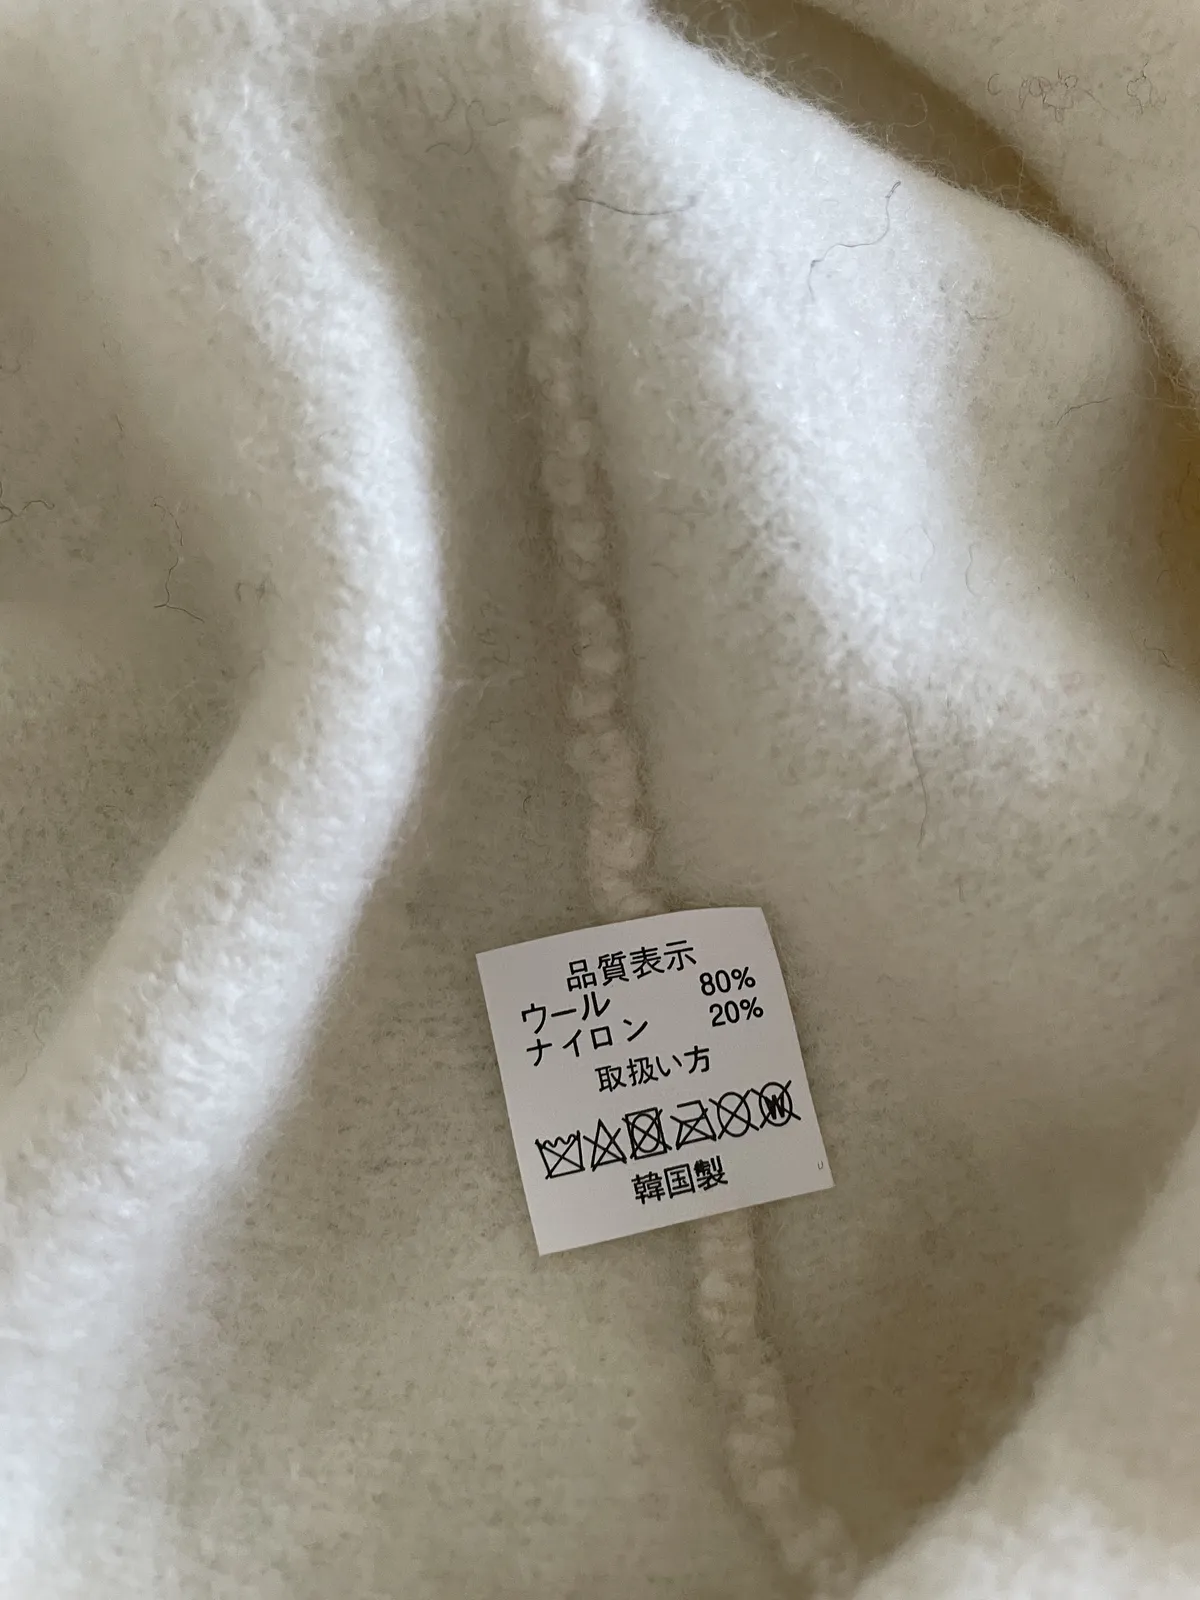 品質表示
ウール 80%
ナイロン 20%
取扱い方
W
韓国製
U